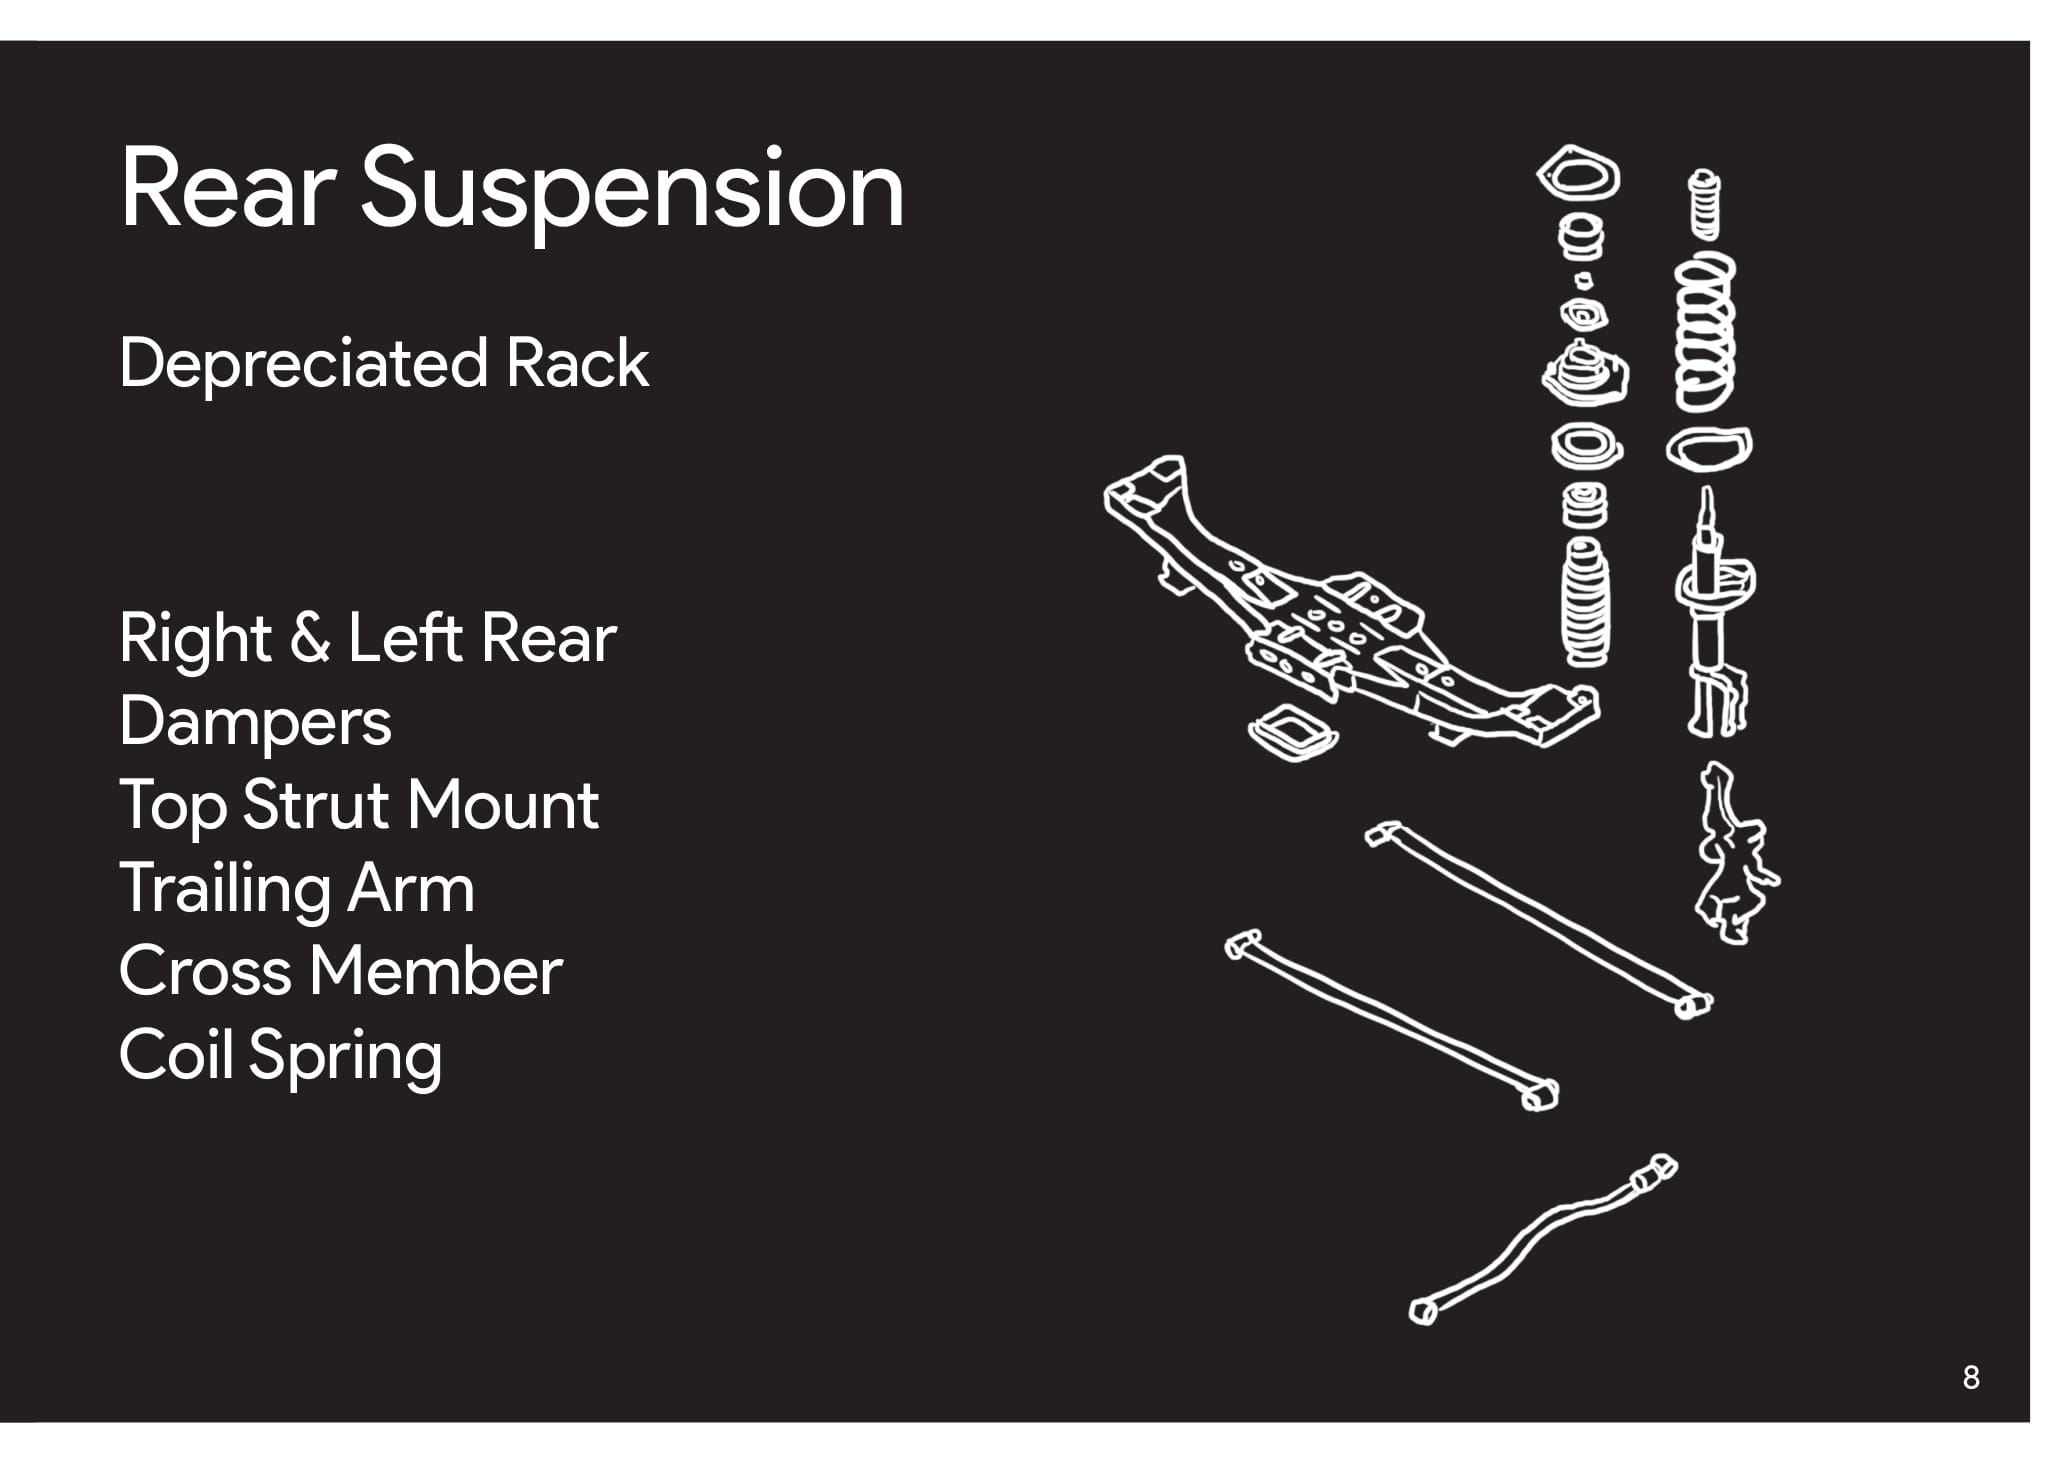 Rear Suspension
Depreciated Rack
Right & Left Rear
Dampers
Top Strut Mount
Trailing Arm
Cross Member
Coil Spring
8